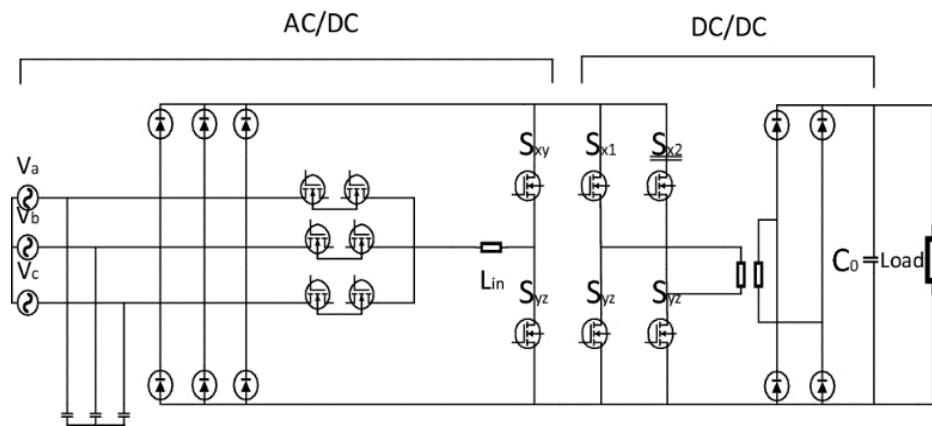 AC/DC
DC/DC
Sxy
Sx1
Sx2
Va
Vb
Vc
Lin
C0
Load
Syz
Syz
Syz